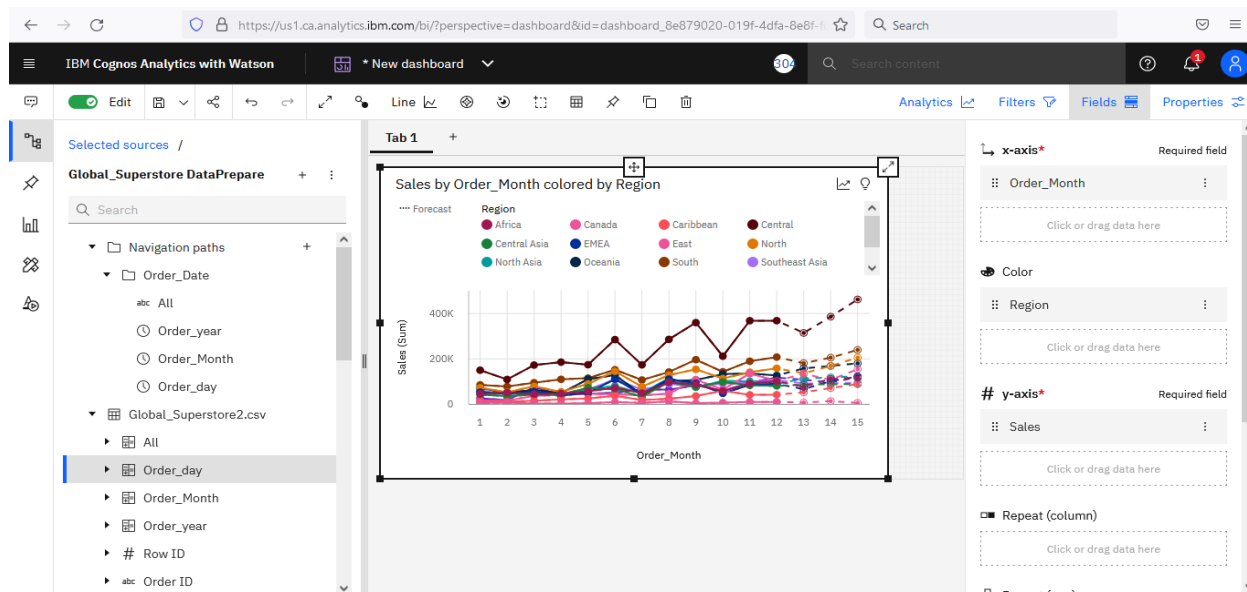 https://us1.ca.analytics.ibm.com/bi/?perspective=dashboard&id=dashboard_8e879020-019f-4dfa-8e8f-
Search
IBM Cognos Analytics with Watson
* New dashboard
304
Search content
1
Edit
Line
Analytics
Filters
Fields
Properties
Selected sources /
Global_Superstore DataPrepare
Search
Navigation paths
Order_Date
abc All
Order_year
Order_Month
Order_day
Global_Superstore2.csv
All
Order_day
Order_Month
Order_year
# Row ID
abc Order ID
Tab 1 +
Sales by Order_Month colored by Region
Forecast
Region
Africa Canada Caribbean Central
Central Asia EMEA East North
North Asia Oceania South Southeast Asia
Sales (Sum)
400K
200K
0
1 2 3 4 5 6 7 8 9 10 11 12 13 14 15
Order_Month
x-axis* Required field
Order_Month
Click or drag data here
Color
Region
Click or drag data here
# y-axis* Required field
Sales
Click or drag data here
Repeat (column)
Click or drag data here